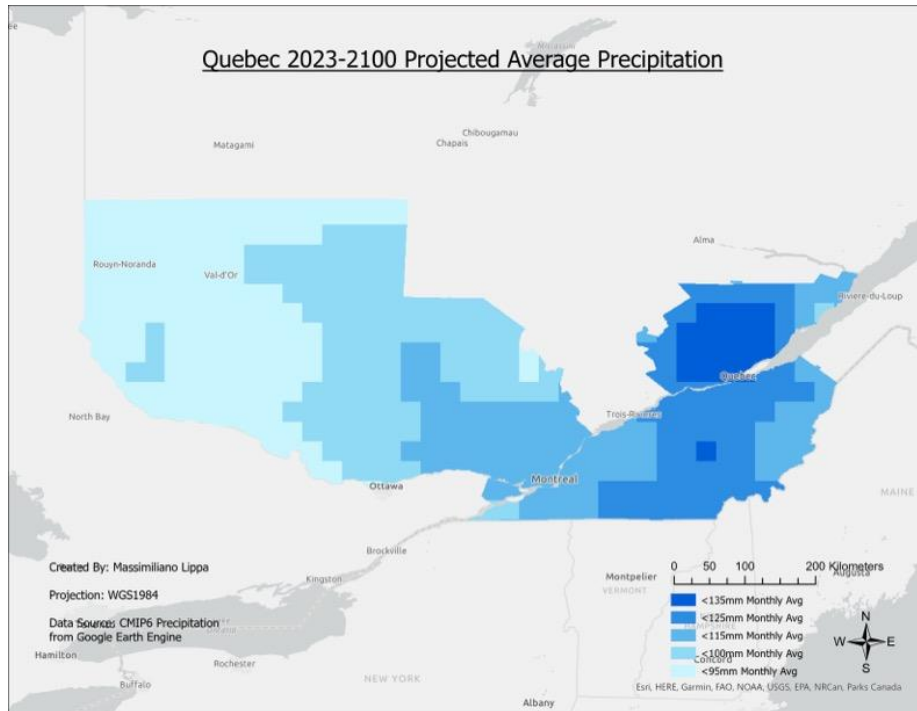 Quebec 2023-2100 Projected Average Precipitation
Chibougamau
Chapais
Matagami
Alma
Rouyn-Noranda
Val-d'Or
Riviere-du-Loup
Quebec
North Bay
Trois-Rivières
Montreal
Ottawa
MAINE
Brockville
Created By: Massimiliano Lippa
Kingston
Projection: WGS1984
Data Source: CMIP6 Precipitation
from Google Earth Engine
Hamilton
Rochester
Buffalo
NEW YORK
Albany
Montpelier
VERMONT
Augusta
0 50 100 200 Kilometers
<135mm Monthly Avg
<125mm Monthly Avg
<115mm Monthly Avg
<100mm Monthly Avg
<95mm Monthly Avg
HAMPSHIRE
Concord
N
W E
S
Esri, HERE, Garmin, FAO, NOAA, USGS, EPA, NRCan, Parks Canada